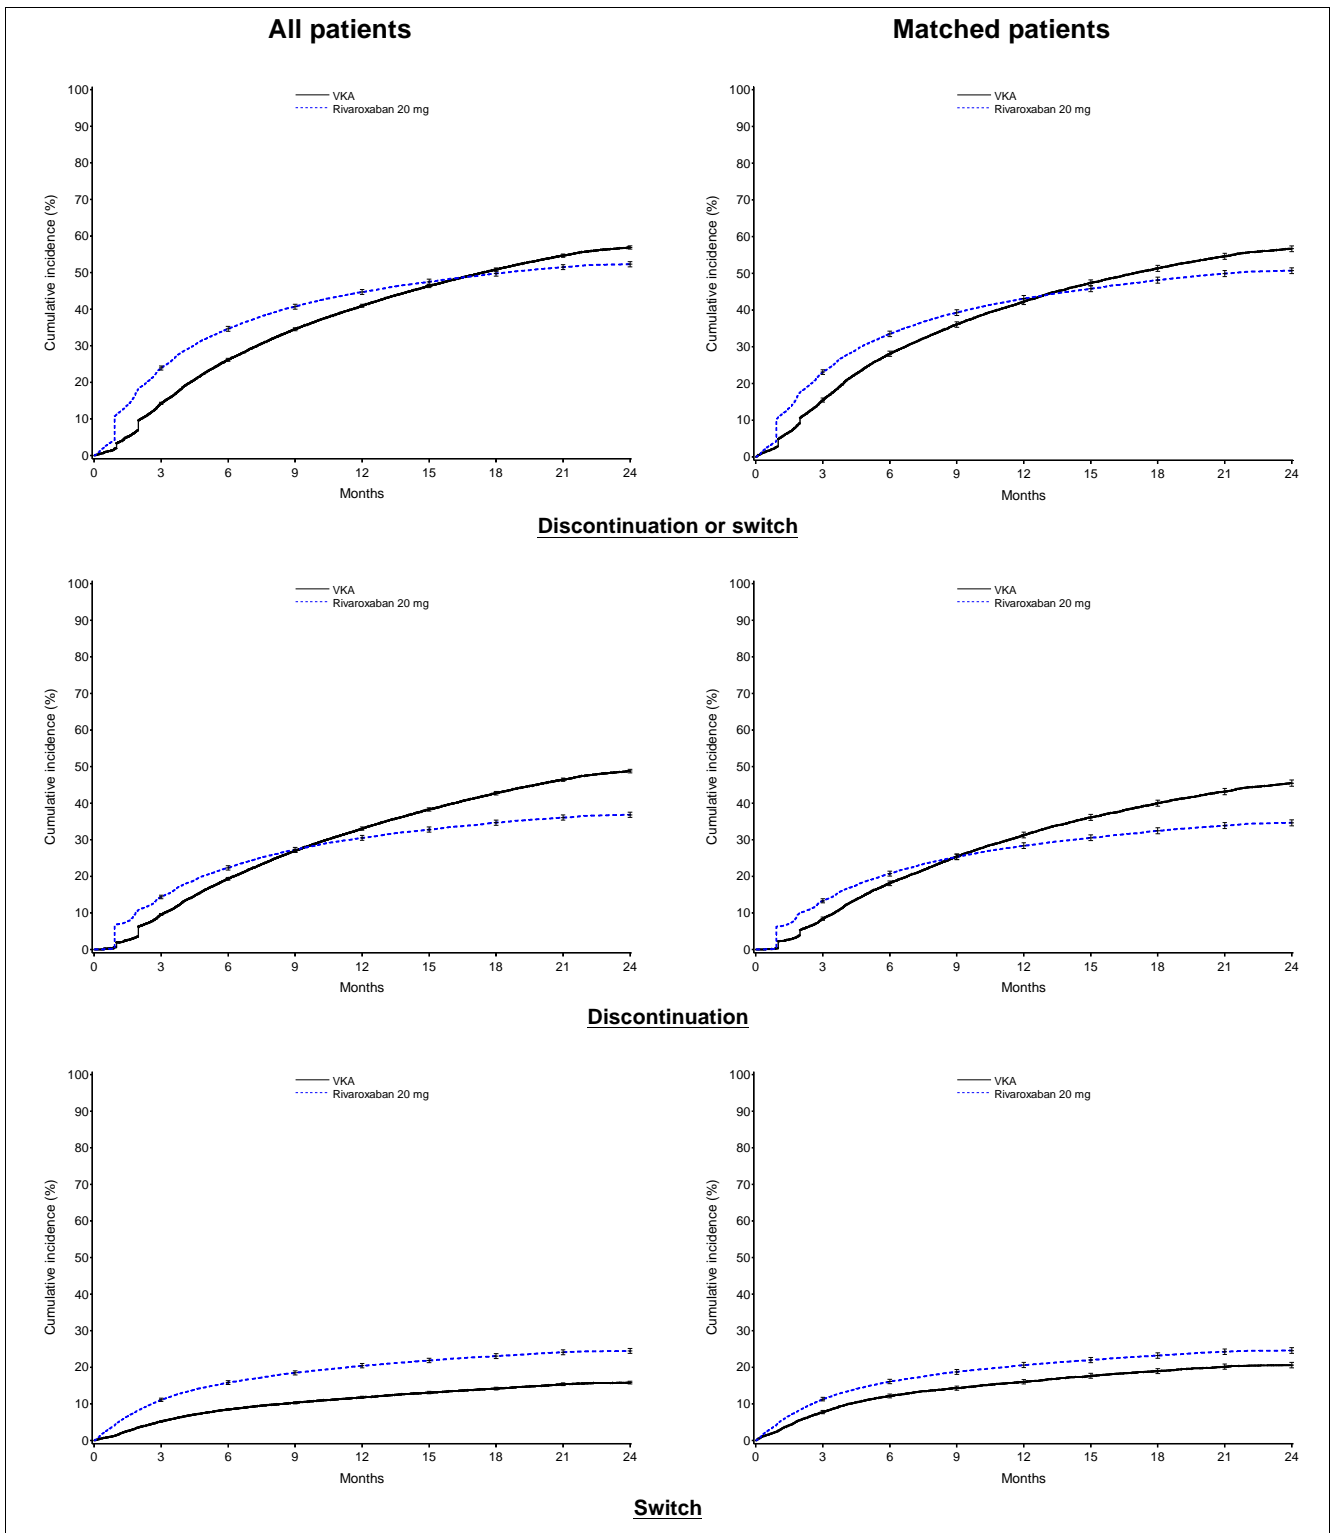 All patients
Matched patients
VKA
Rivaroxaban 20 mg
Cumulative incidence (%)
100
90
80
70
60
50
40
30
20
10
0
0 3 6 9 12 15 18 21 24
Months
VKA
Rivaroxaban 20 mg
Cumulative incidence (%)
100
90
80
70
60
50
40
30
20
10
0
0 3 6 9 12 15 18 21 24
Months
Discontinuation or switch
VKA
Rivaroxaban 20 mg
Cumulative incidence (%)
100
90
80
70
60
50
40
30
20
10
0
0 3 6 9 12 15 18 21 24
Months
VKA
Rivaroxaban 20 mg
Cumulative incidence (%)
100
90
80
70
60
50
40
30
20
10
0
0 3 6 9 12 15 18 21 24
Months
Discontinuation
VKA
Rivaroxaban 20 mg
Cumulative incidence (%)
100
90
80
70
60
50
40
30
20
10
0
0 3 6 9 12 15 18 21 24
Months
VKA
Rivaroxaban 20 mg
Cumulative incidence (%)
100
90
80
70
60
50
40
30
20
10
0
0 3 6 9 12 15 18 21 24
Months
Switch